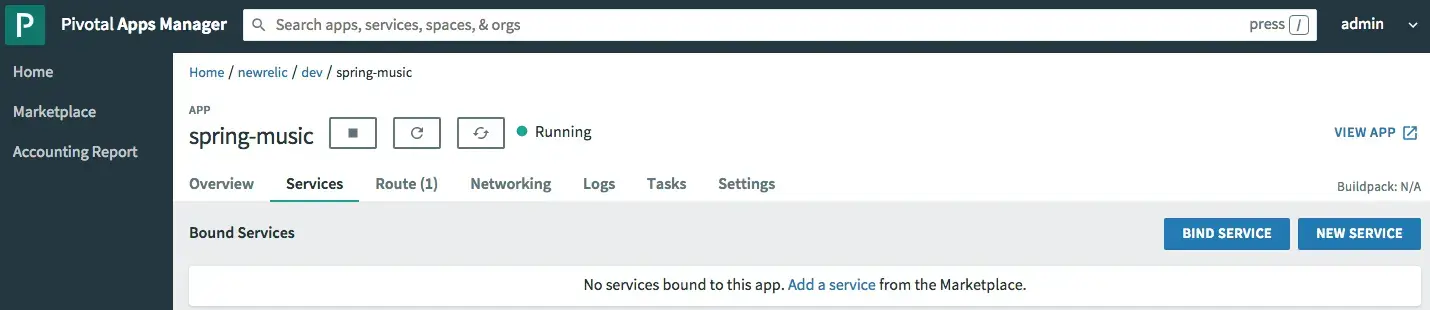 P Pivotal Apps Manager Search apps, services, spaces, & orgs press / admin
Home
Marketplace
Accounting Report
Home / newrelic / dev / spring-music
APP
spring-music Running VIEW APP
Overview Services Route (1) Networking Logs Tasks Settings Buildpack: N/A
Bound Services BIND SERVICE NEW SERVICE
No services bound to this app. Add a service from the Marketplace.